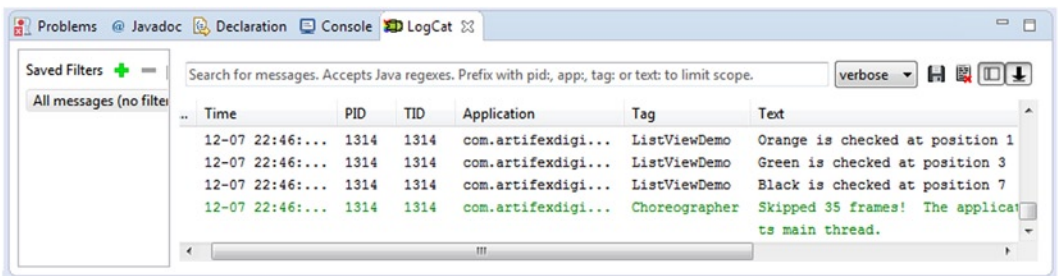 Problems @ Javadoc Declaration Console LogCat
Saved Filters
Search for messages. Accepts Java regexes. Prefix with pid:, app:, tag: or text: to limit scope. verbose
All messages (no filter
.. Time PID TID Application Tag Text
12-07 22:46:... 1314 1314 com.artifexdigi... ListViewDemo Orange is checked at position 1
12-07 22:46:... 1314 1314 com.artifexdigi... ListViewDemo Green is checked at position 3
12-07 22:46:... 1314 1314 com.artifexdigi... ListViewDemo Black is checked at position 7
12-07 22:46:... 1314 1314 com.artifexdigi... Choreographer Skipped 35 frames! The applicat
ts main thread.